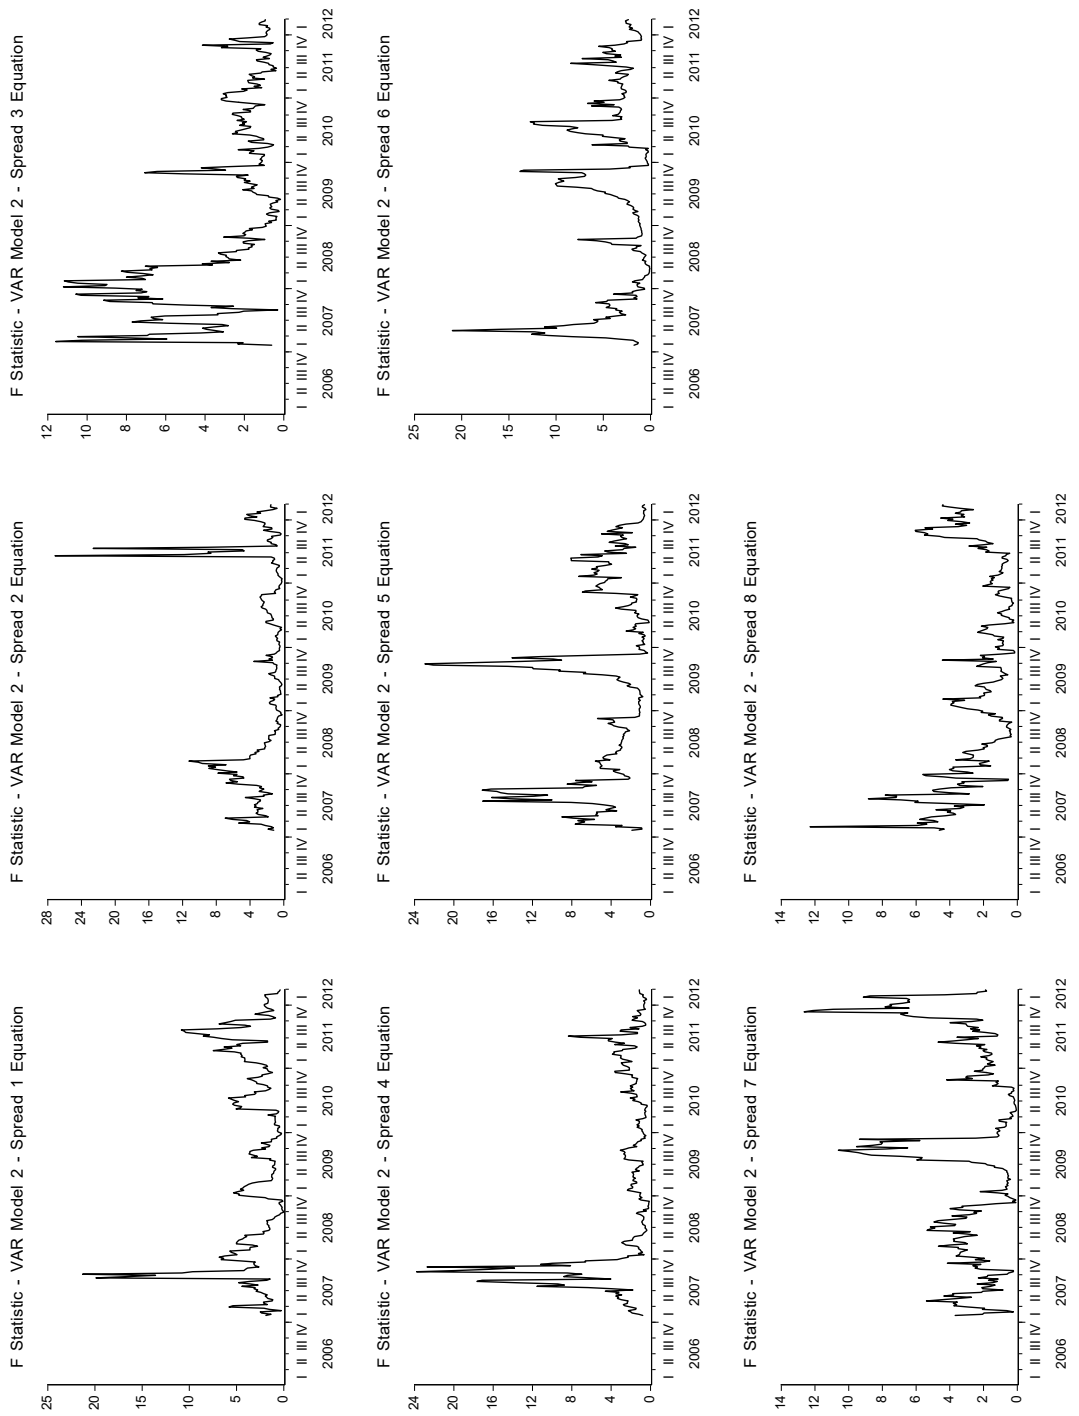 F Statistic - VAR Model 2 - Spread 1 Equation
25
20
15
10
5
0
I II III IV I II III IV I II III IV I II III IV I II III IV I II III IV I
2006 2007 2008 2009 2010 2011 2012
F Statistic - VAR Model 2 - Spread 2 Equation
28
24
20
16
12
8
4
0
I II III IV I II III IV I II III IV I II III IV I II III IV I II III IV I
2006 2007 2008 2009 2010 2011 2012
F Statistic - VAR Model 2 - Spread 3 Equation
12
10
8
6
4
2
0
I II III IV I II III IV I II III IV I II III IV I II III IV I II III IV I
2006 2007 2008 2009 2010 2011 2012
F Statistic - VAR Model 2 - Spread 4 Equation
24
20
16
12
8
4
0
I II III IV I II III IV I II III IV I II III IV I II III IV I II III IV I
2006 2007 2008 2009 2010 2011 2012
F Statistic - VAR Model 2 - Spread 5 Equation
24
20
16
12
8
4
0
I II III IV I II III IV I II III IV I II III IV I II III IV I II III IV I
2006 2007 2008 2009 2010 2011 2012
F Statistic - VAR Model 2 - Spread 6 Equation
25
20
15
10
5
0
I II III IV I II III IV I II III IV I II III IV I II III IV I II III IV I
2006 2007 2008 2009 2010 2011 2012
F Statistic - VAR Model 2 - Spread 7 Equation
14
12
10
8
6
4
2
0
I II III IV I II III IV I II III IV I II III IV I II III IV I II III IV I
2006 2007 2008 2009 2010 2011 2012
F Statistic - VAR Model 2 - Spread 8 Equation
14
12
10
8
6
4
2
0
I II III IV I II III IV I II III IV I II III IV I II III IV I II III IV I
2006 2007 2008 2009 2010 2011 2012